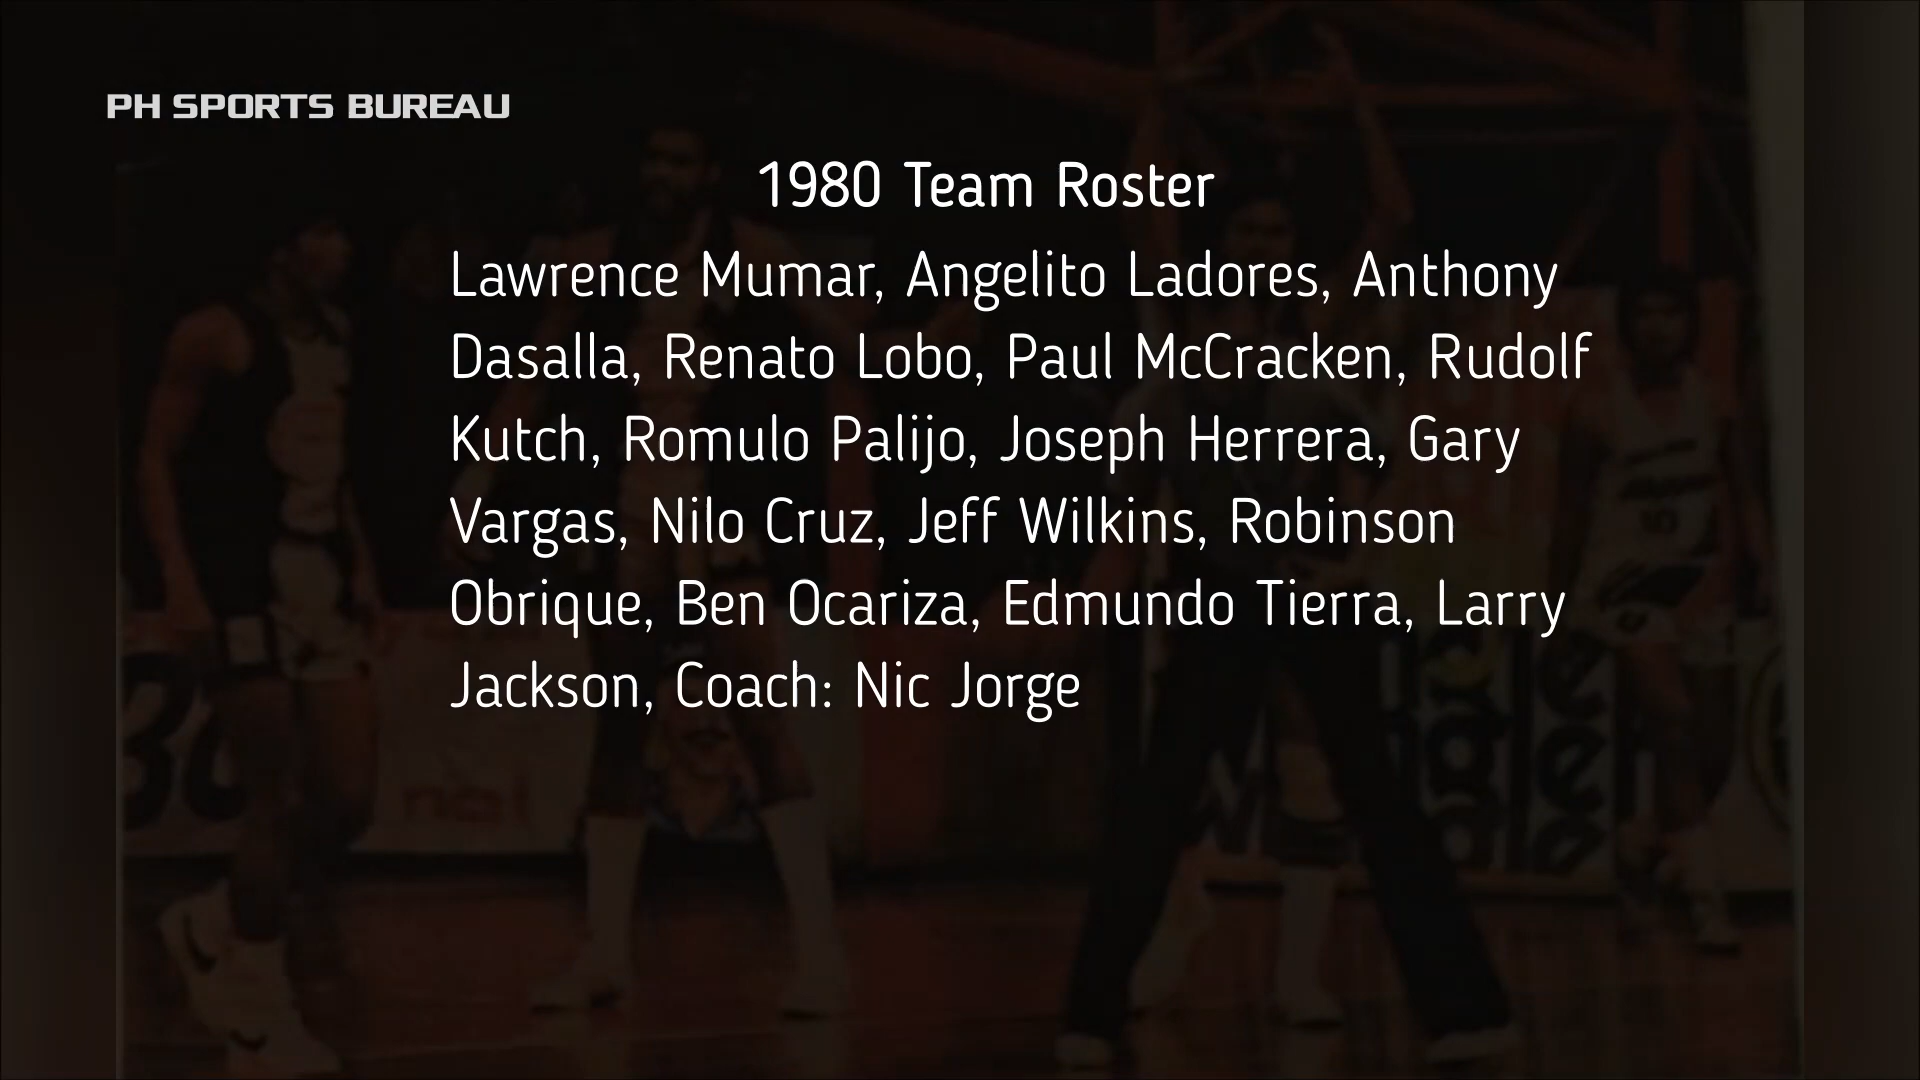 PH SPORTS BUREAU
1980 Team Roster
Lawrence Mumar, Angelito Ladores, Anthony
Dasalla, Renato Lobo, Paul McCracken, Rudolf
Kutch, Romulo Palijo, Joseph Herrera, Gary
Vargas, Nilo Cruz, Jeff Wilkins, Robinson
Obrique, Ben Ocariza, Edmundo Tierra, Larry
Jackson, Coach: Nic Jorge